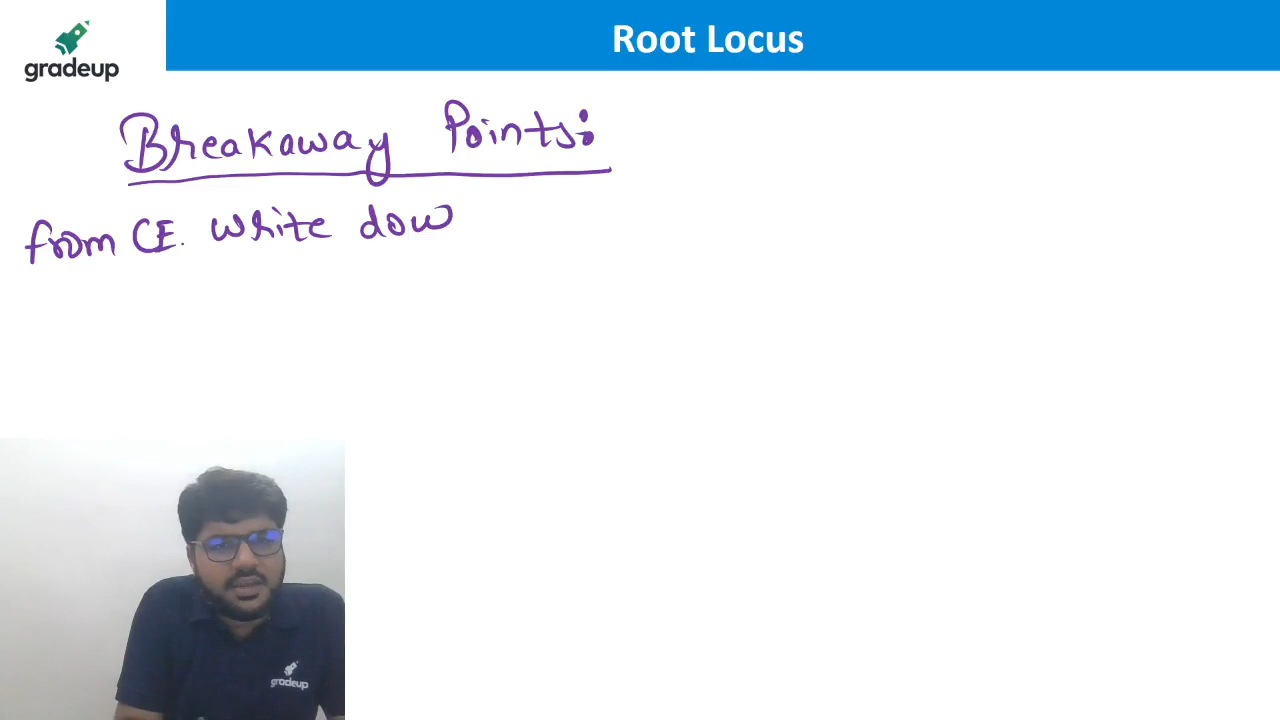 Root Locus
gradeup
Breakaway Points:
from CE. write dow
gradeup